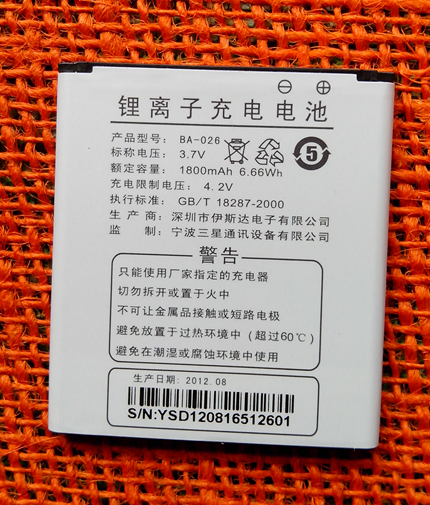 锂离子充电电池
产品型号: BA-026
标称电压: 3.7V
额定容量: 1800mAh 6.66Wh
充电限制电压: 4.2V
执行标准: GB/T 18287-2000
生产商: 深圳市伊斯达电子有限公司
监制: 宁波三星通讯设备有限公司
5
警告
只能使用厂家指定的充电器
切勿拆开或置于火中
不可让金属品接触或短路电极
避免放置于过热环境中（超过60℃）
避免在潮湿或腐蚀环境中使用
生产日期: 2012.08
S/N:YSD120816512601